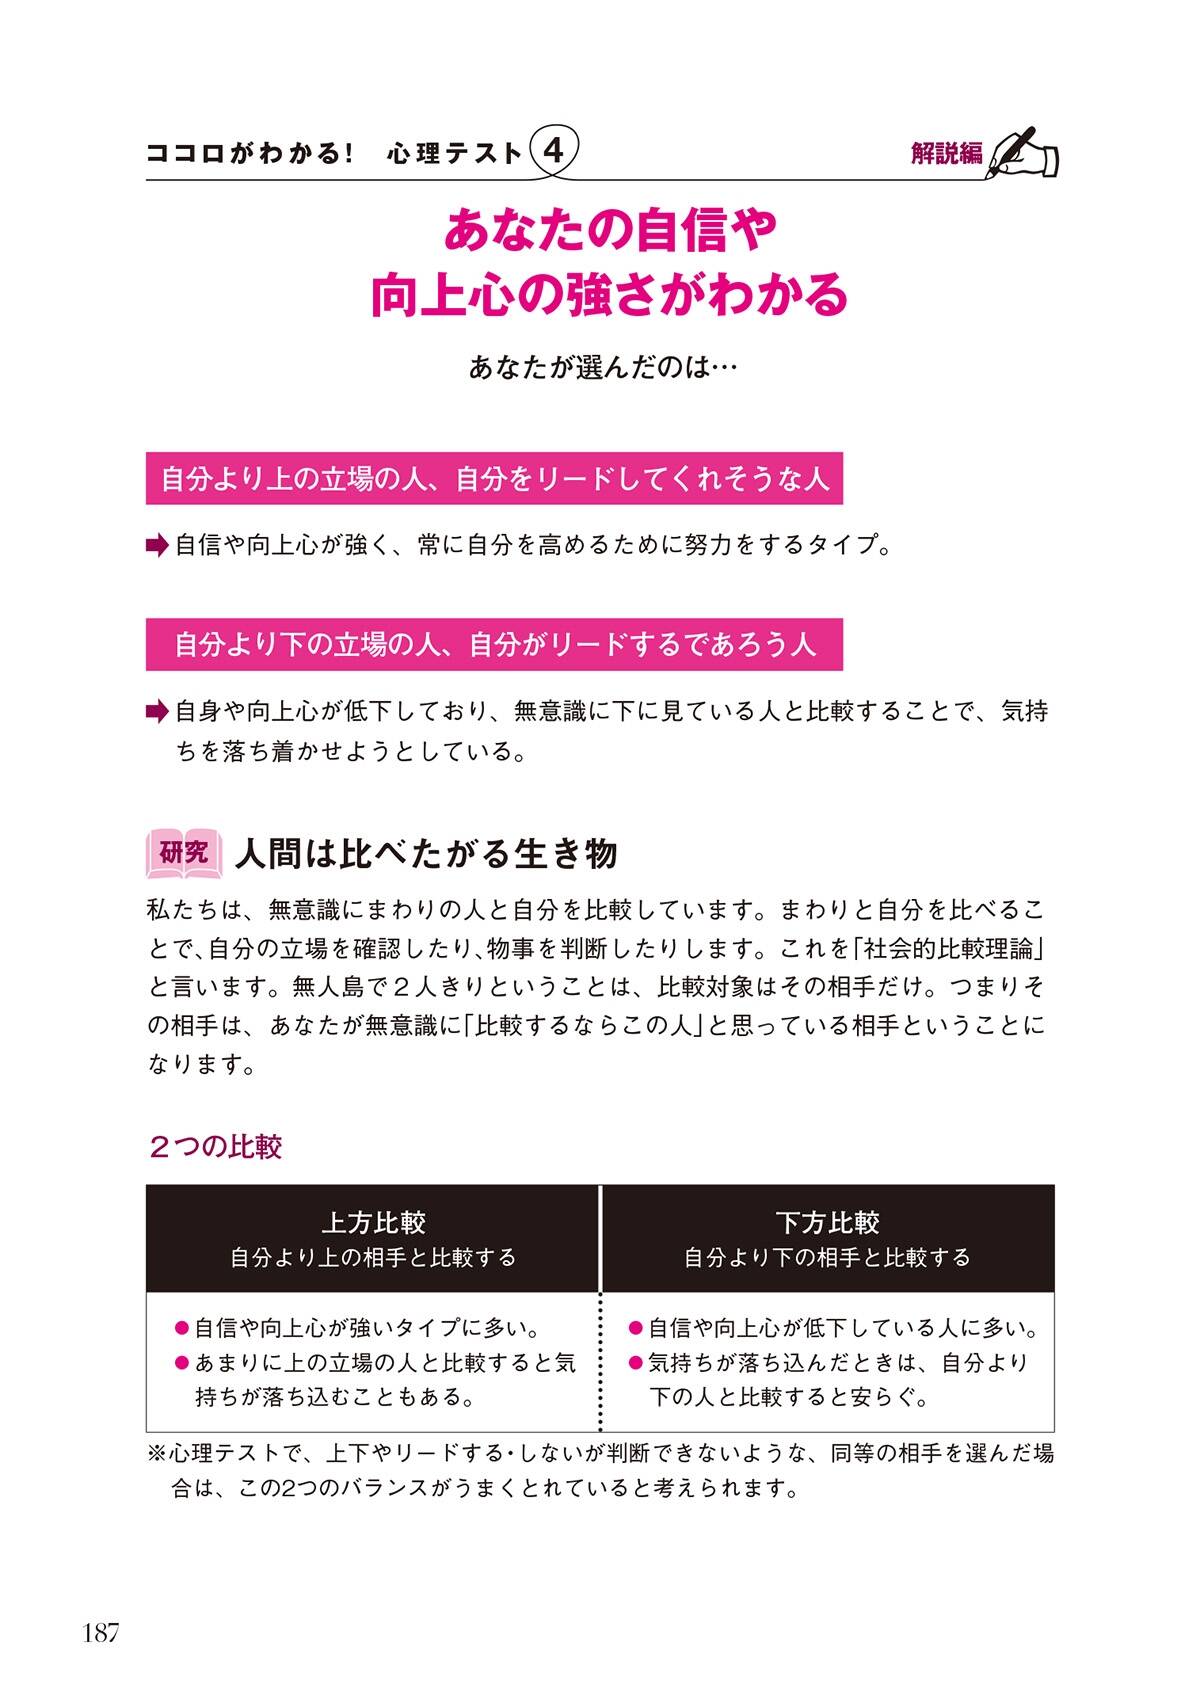 ココロがわかる! 心理テスト④
解説編
あなたの自信や
向上心の強さがわかる
あなたが選んだのは…
自分より上の立場の人、自分をリードしてくれそうな人
➡自信や向上心が強く、常に自分を高めるために努力をするタイプ。
自分より下の立場の人、自分がリードするであろう人
➡自身や向上心が低下しており、無意識に下に見ている人と比較することで、気持
ちを落ち着かせようとしている。
研究 人間は比べたがる生き物
私たちは、無意識にまわりの人と自分を比較しています。まわりと自分を比べるこ
とで、自分の立場を確認したり、物事を判断したりします。これを「社会的比較理論」
と言います。無人島で2人きりということは、比較対象はその相手だけ。つまりそ
の相手は、あなたが無意識に「比較するならこの人」と思っている相手ということに
なります。
2つの比較
上方比較
自分より上の相手と比較する
●自信や向上心が強いタイプに多い。
●あまりに上の立場の人と比較すると気
持ちが落ち込むこともある。
下方比較
自分より下の相手と比較する
●自信や向上心が低下している人に多い。
●気持ちが落ち込んだときは、自分より
下の人と比較すると安らぐ。
※心理テストで、上下やリードする・しないが判断できないような、同等の相手を選んだ場
合は、この2つのバランスがうまくとれていると考えられます。
187